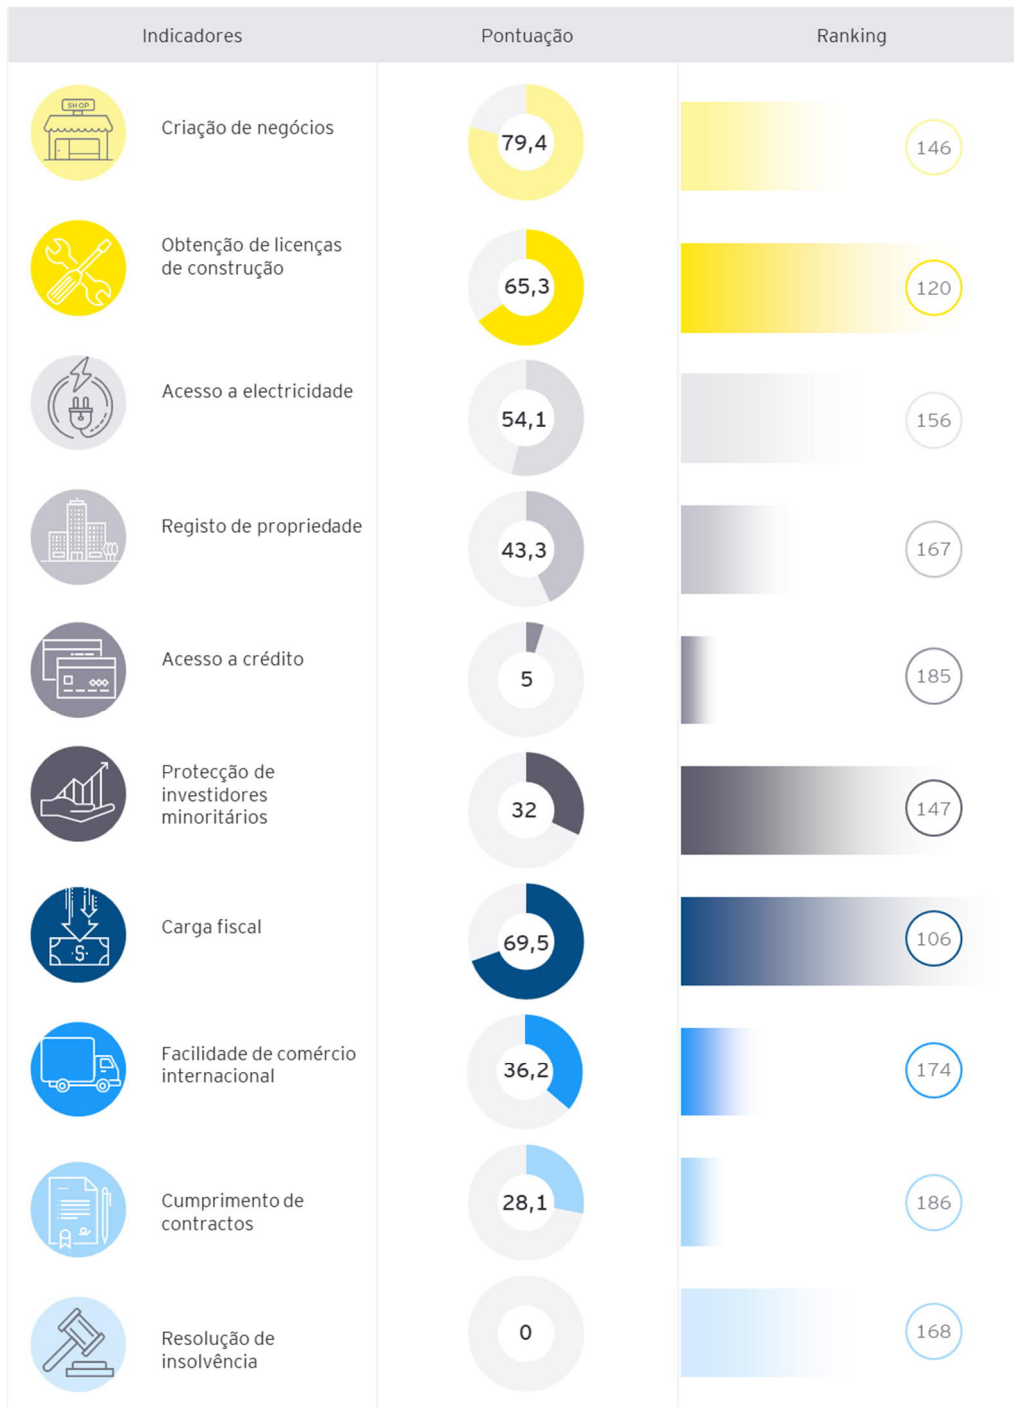 Indicadores
Pontuação
Ranking
SHOP
Criação de negócios
79,4
146
Obtenção de licenças
de construção
65,3
120
Acesso a electricidade
54,1
156
Registo de propriedade
43,3
167
Acesso a crédito
5
185
Protecção de
investidores
minoritários
32
147
Carga fiscal
69,5
106
$
Facilidade de comércio
internacional
36,2
174
Cumprimento de
contractos
28,1
186
Resolução de
insolvência
0
168